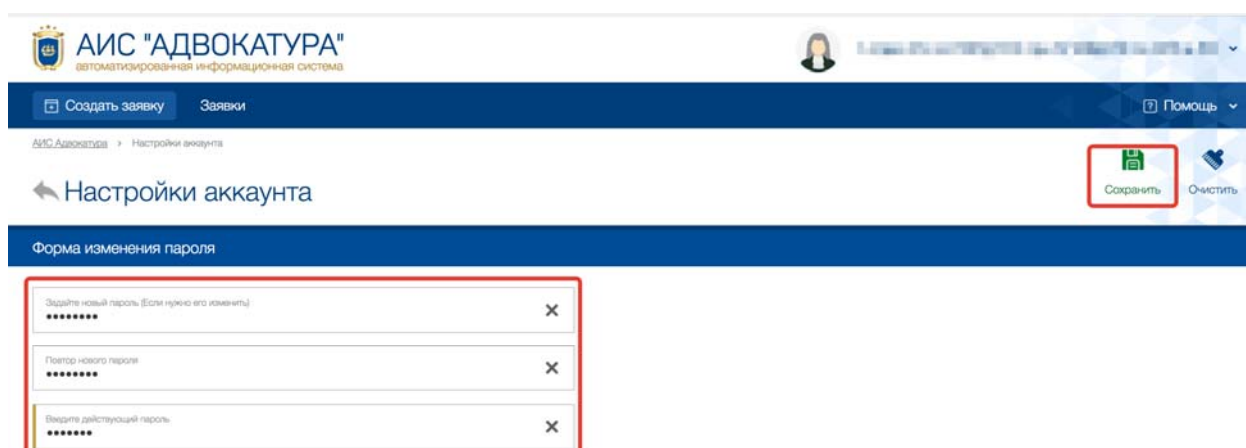 АИС "АДВОКАТУРА"
автоматизированная информационная система
Создать заявку
Заявки
Помощь
АИС Адвокатура > Настройки аккаунта
Настройки аккаунта
Сохранить
Очистить
Форма изменения пароля
Задайте новый пароль (Если нужно его изменить)
••••••••
Повтор нового пароля
••••••••
Введите действующий пароль
•••••••